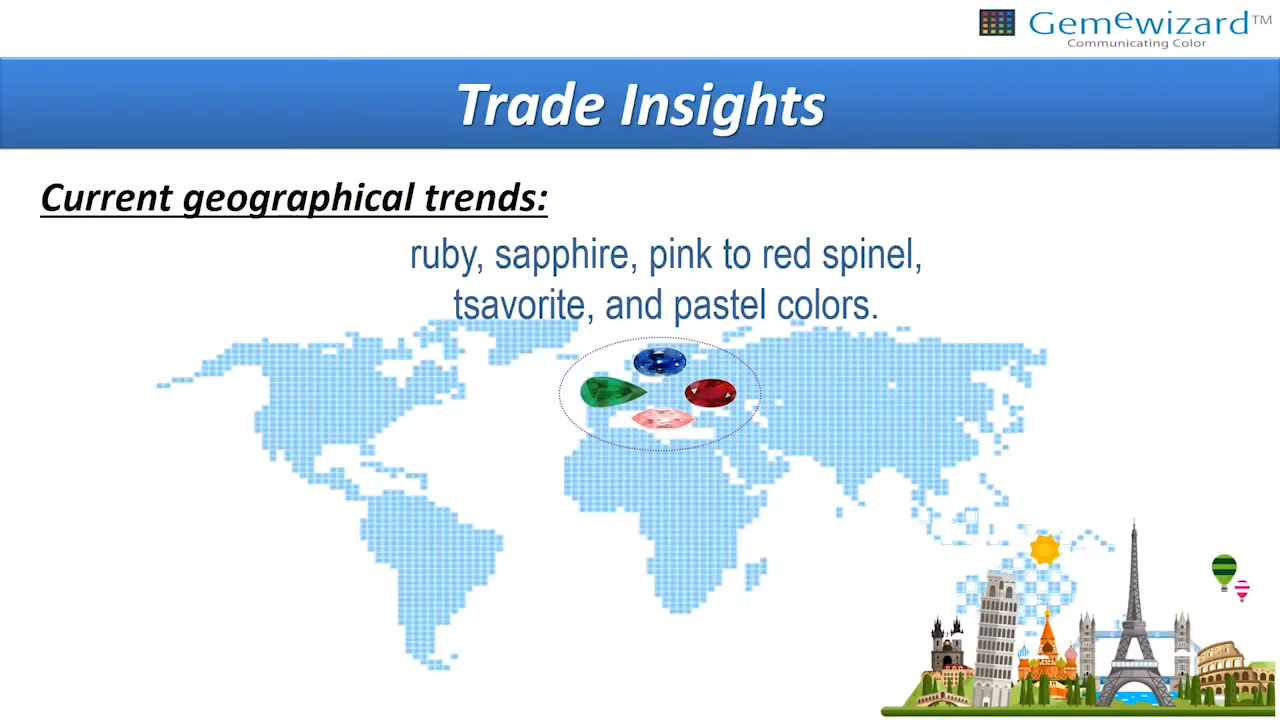 Gemewizard™
Communicating Color
Trade Insights
Current geographical trends:
ruby, sapphire, pink to red spinel,
tsavorite, and pastel colors.